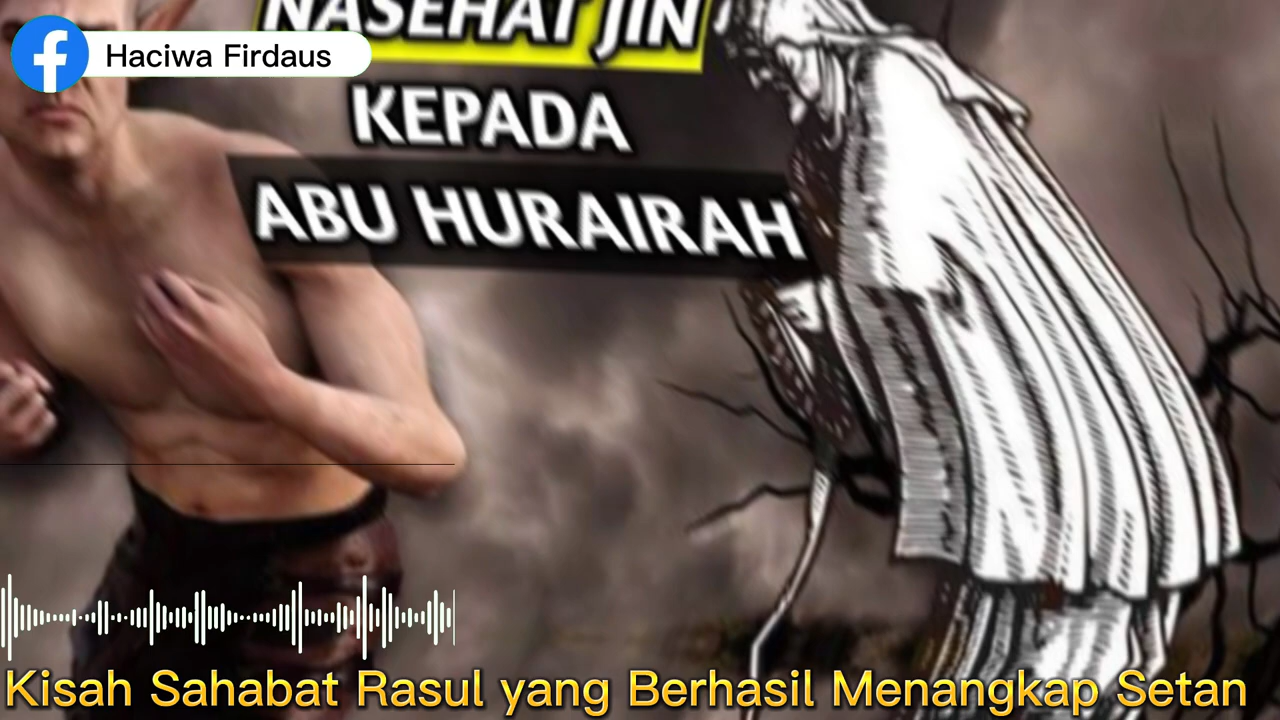 Haciwa Firdaus
NASEHAT JIN
KEPADA
ABU HURAIRAH
Kisah Sahabat Rasul yang Berhasil Menangkap Setan